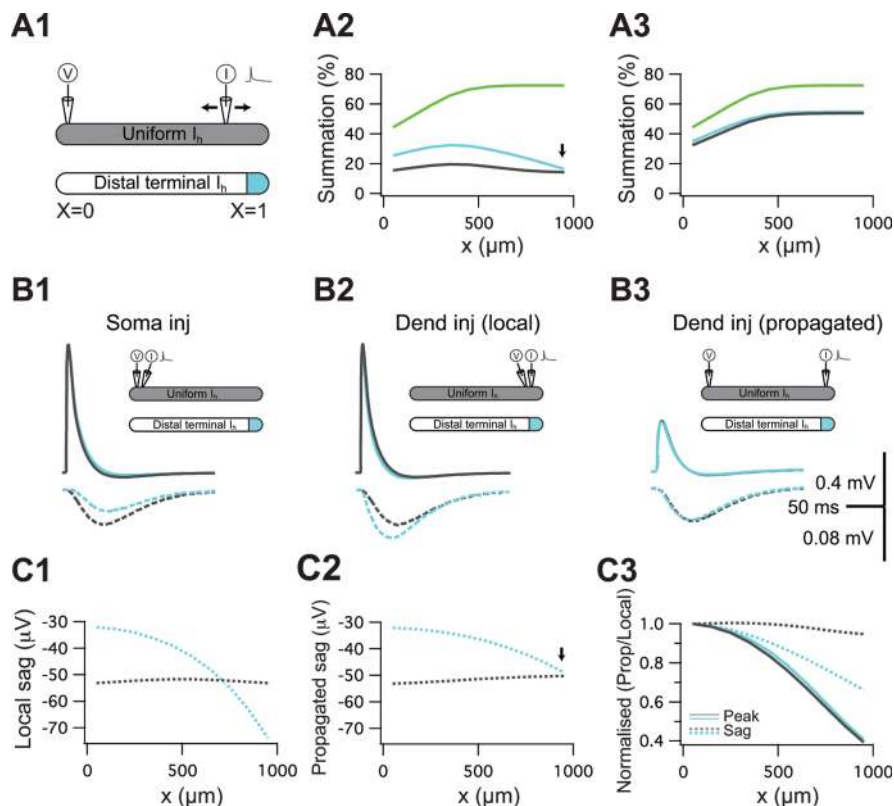 A1
V
I
Uniform Ih
Distal terminal Ih
X=0
X=1
A2
Summation (%)
80
60
40
20
0
0
500
1000
x (µm)
A3
Summation (%)
80
60
40
20
0
0
500
1000
x (µm)
B1
Soma inj
V
I
Uniform Ih
Distal terminal Ih
B2
Dend inj (local)
V
I
Uniform Ih
Distal terminal Ih
B3
Dend inj (propagated)
V
I
Uniform Ih
Distal terminal Ih
0.4 mV
50 ms
0.08 mV
C1
Local sag (µV)
-30
-40
-50
-60
-70
0
500
1000
x (µm)
C2
Propagated sag (µV)
-30
-40
-50
-60
-70
0
500
1000
x (µm)
C3
Normalised (Prop/Local)
1.0
0.8
0.6
0.4
Peak
Sag
0
500
1000
x (µm)